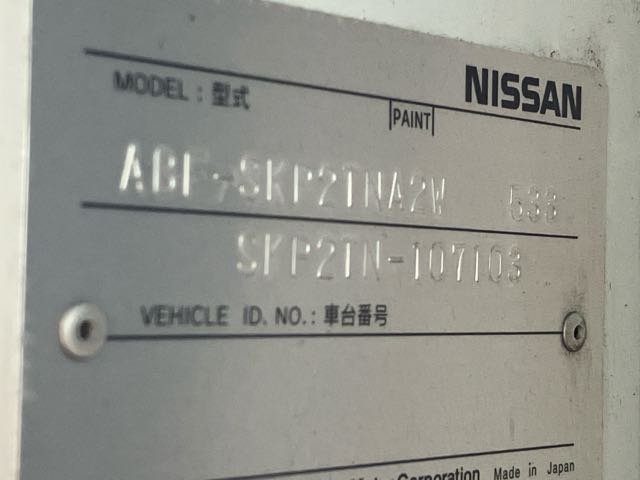 NISSAN
MODEL : 型式
PAINT
ABF-SKP2TNA2W 533
SKP2TN-107103
VEHICLE ID. NO. : 車台番号
Corporation Made in Japan